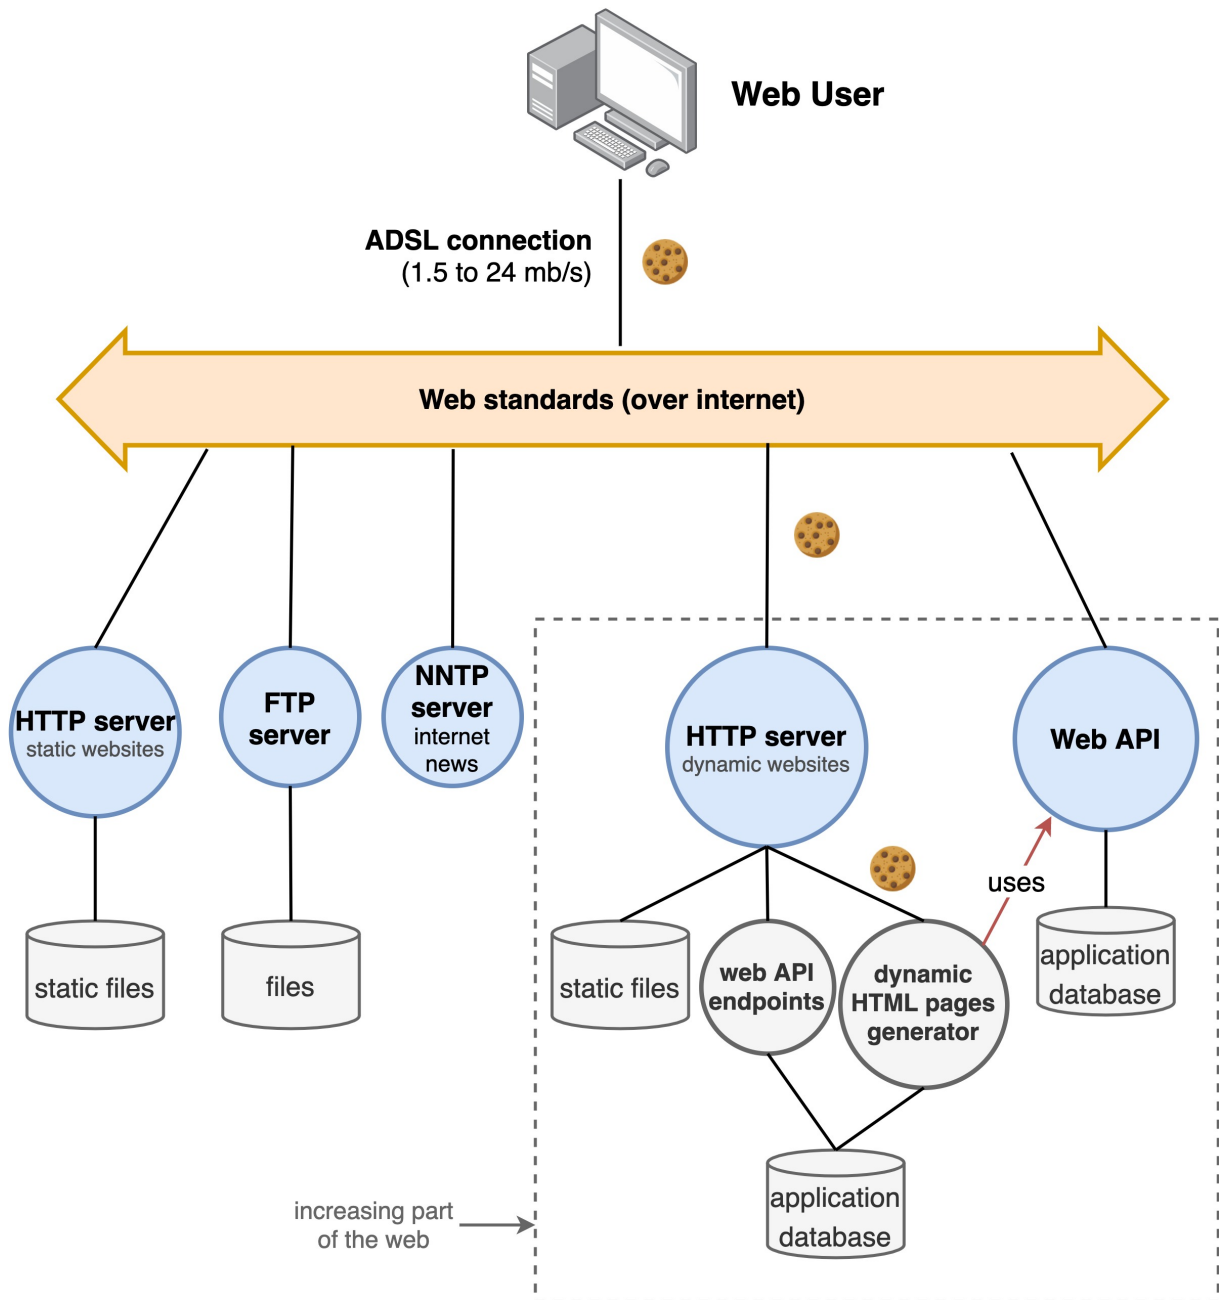 Web User
ADSL connection
(1.5 to 24 mb/s)
Web standards (over internet)
HTTP server
static websites
FTP
server
NNTP
server
internet
news
HTTP server
dynamic websites
Web API
uses
static files
files
static files
web API
endpoints
dynamic
HTML pages
generator
application
database
application
database
increasing part
of the web